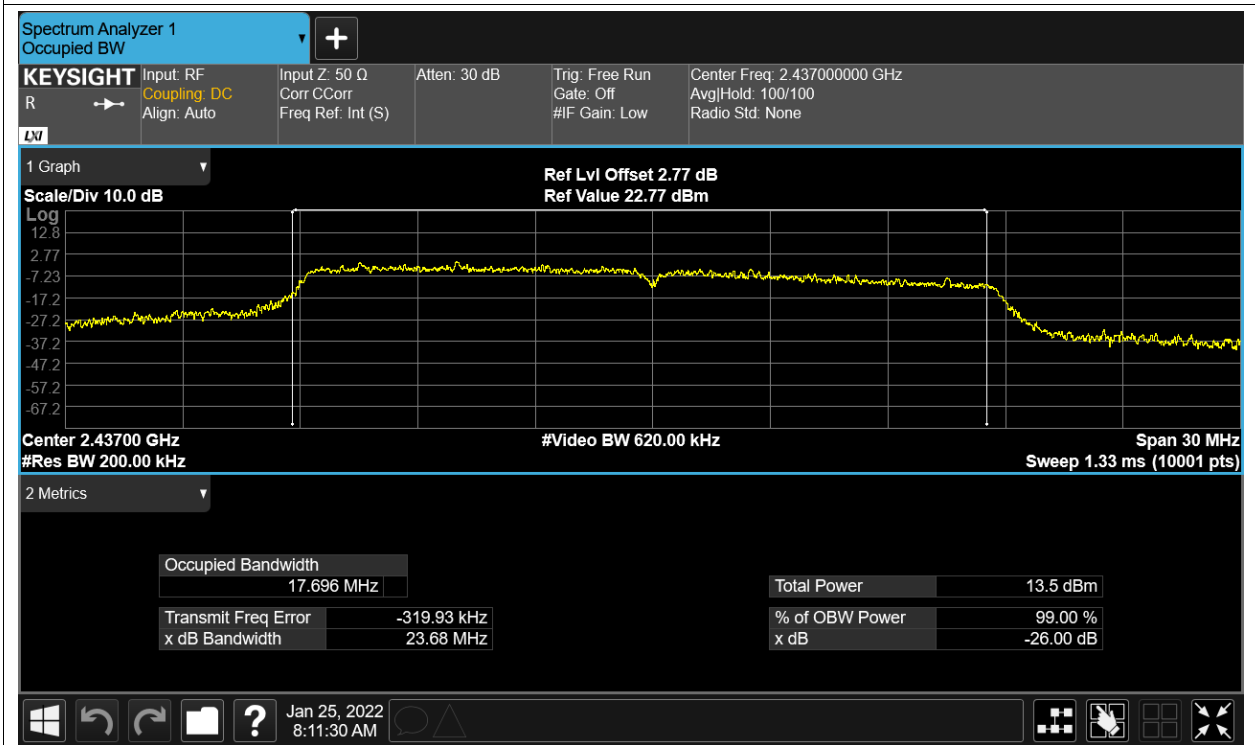 Spectrum Analyzer 1
Occupied BW
KEYSIGHT
R
LXI
Input: RF
Coupling: DC
Align: Auto
Input Z: 50 Ω
Corr CCorr
Freq Ref: Int (S)
Atten: 30 dB
Trig: Free Run
Gate: Off
#IF Gain: Low
Center Freq: 2.437000000 GHz
Avg|Hold: 100/100
Radio Std: None
1 Graph
Scale/Div 10.0 dB
Ref Lvl Offset 2.77 dB
Ref Value 22.77 dBm
Log
12.8
2.77
-7.23
-17.2
-27.2
-37.2
-47.2
-57.2
-67.2
Center 2.43700 GHz
#Res BW 200.00 kHz
#Video BW 620.00 kHz
Span 30 MHz
Sweep 1.33 ms (10001 pts)
2 Metrics
Occupied Bandwidth
17.696 MHz
Transmit Freq Error -319.93 kHz
x dB Bandwidth 23.68 MHz
Total Power 13.5 dBm
% of OBW Power 99.00 %
x dB -26.00 dB
?
Jan 25, 2022
8:11:30 AM